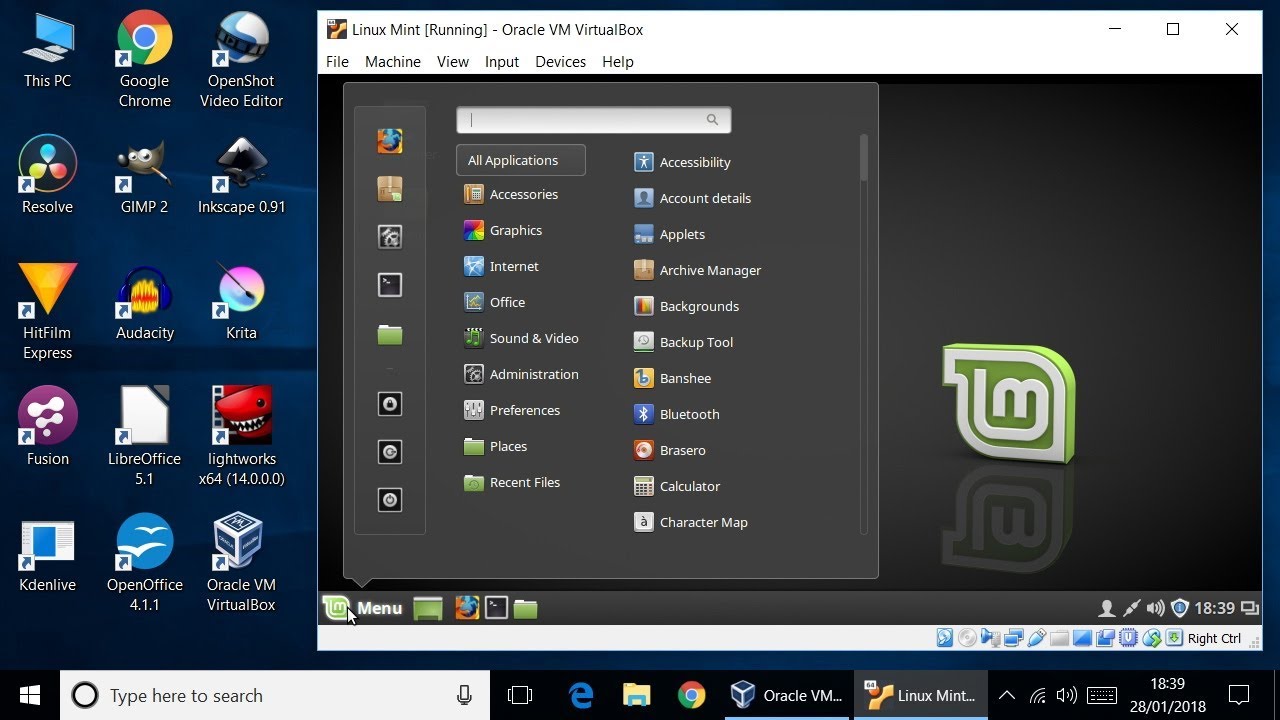 This PC
Google
Chrome
OpenShot
Video Editor
Resolve
GIMP 2
Inkscape 0.91
HitFilm
Express
Audacity
Krita
Fusion
LibreOffice
5.1
lightworks
x64 (14.0.0.0)
Kdenlive
OpenOffice
4.1.1
Oracle VM
VirtualBox
Linux Mint [Running] - Oracle VM VirtualBox
File Machine View Input Devices Help
All Applications
Accessories
Graphics
Internet
Office
Sound & Video
Administration
Preferences
Places
Recent Files
Accessibility
Account details
Applets
Archive Manager
Backgrounds
Backup Tool
Banshee
Bluetooth
Brasero
Calculator
Character Map
Menu
18:39
Right Ctrl
Type here to search
Oracle VM...
Linux Mint...
18:39
28/01/2018